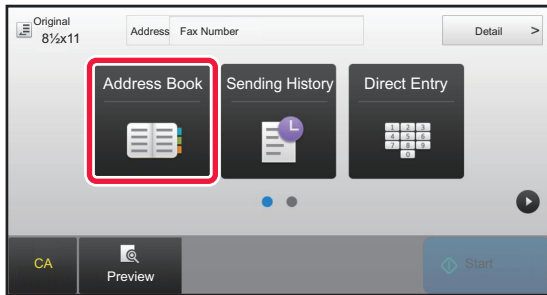 Original
8½x11
Address Fax Number
Detail >
Address Book
Sending History
Direct Entry
1 2 3
4 5 6
7 8 9
0
CA
Preview
Start